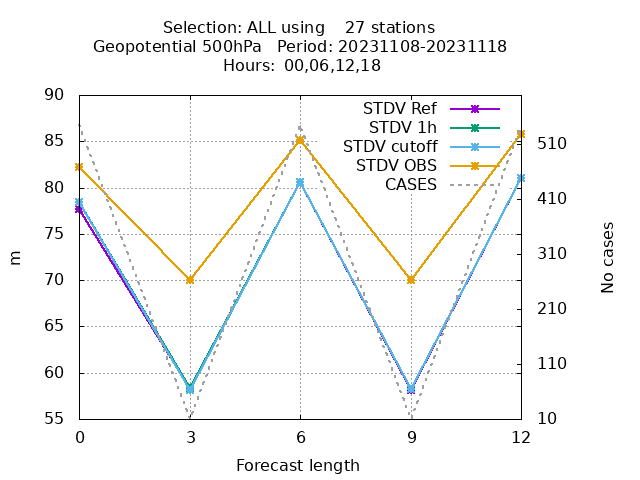 Selection: ALL using    27 stations
Geopotential 500hPa   Period: 20231108-20231118
Hours: 00,06,12,18
STDV Ref
STDV 1h
STDV cutoff
STDV OBS
CASES
90
85
80
75
70
65
60
55
m
510
410
310
210
110
10
No cases
0 3 6 9 12
Forecast length